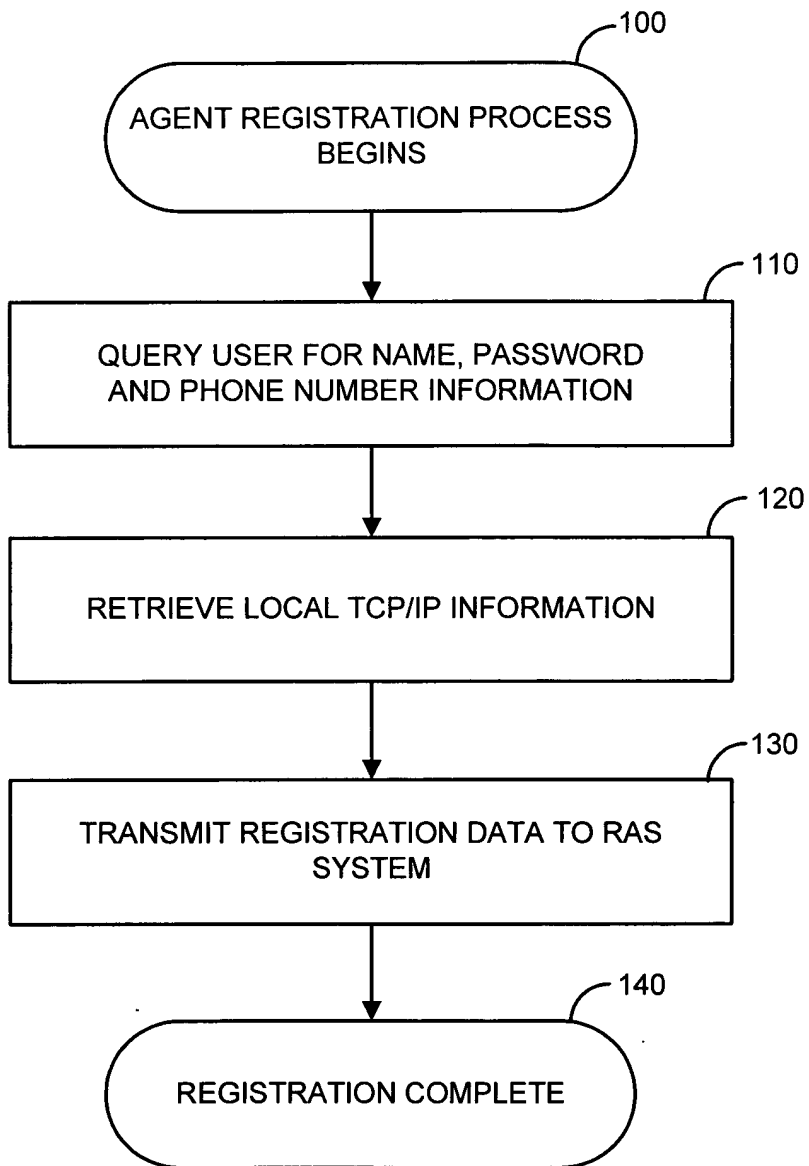 100
AGENT REGISTRATION PROCESS
BEGINS
110
QUERY USER FOR NAME, PASSWORD
AND PHONE NUMBER INFORMATION
120
RETRIEVE LOCAL TCP/IP INFORMATION
130
TRANSMIT REGISTRATION DATA TO RAS
SYSTEM
140
REGISTRATION COMPLETE